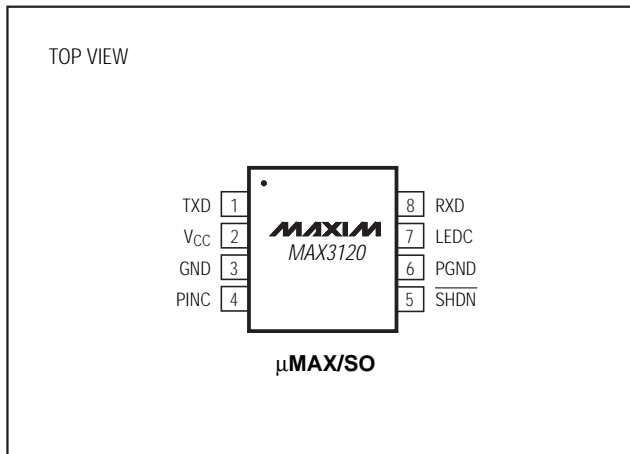 TOP VIEW
TXD 1
VCC 2
GND 3
PINC 4
MAXIM
MAX3120
8 RXD
7 LEDC
6 PGND
5 SHDN
μMAX/SO